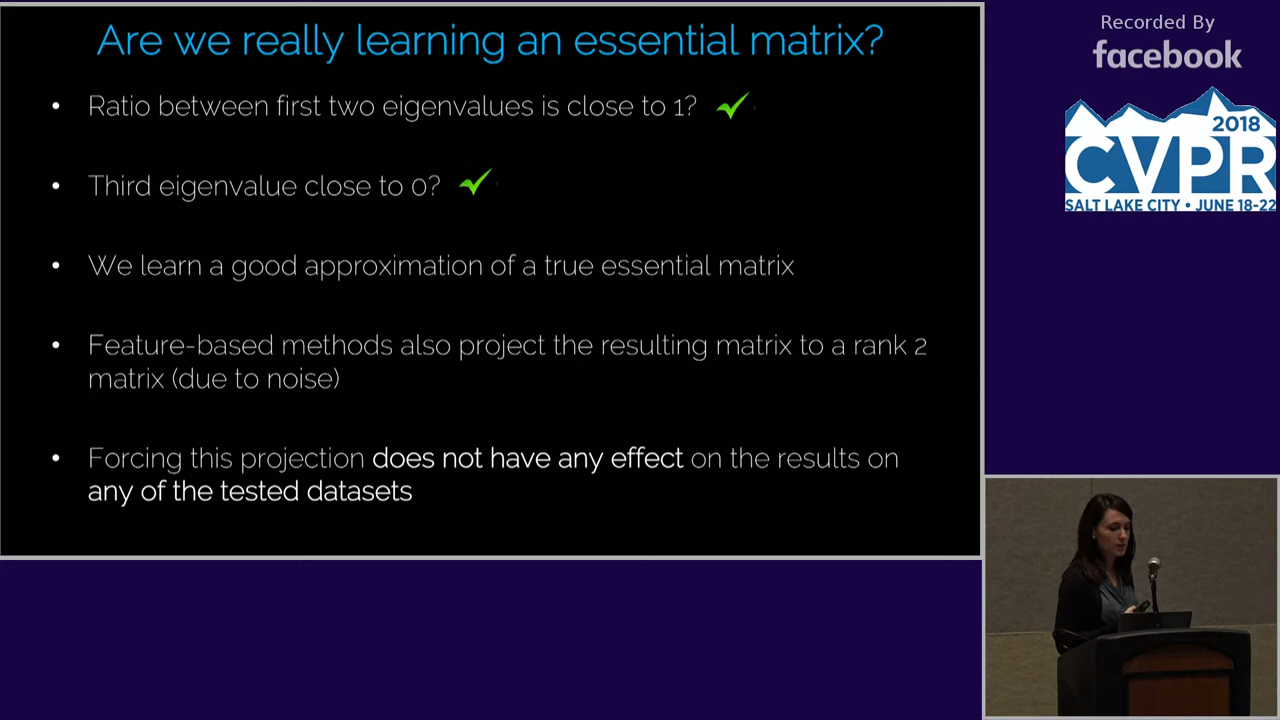 Are we really learning an essential matrix?
• Ratio between first two eigenvalues is close to 1?
• Third eigenvalue close to 0?
• We learn a good approximation of a true essential matrix
• Feature-based methods also project the resulting matrix to a rank 2
matrix (due to noise)
• Forcing this projection does not have any effect on the results on
any of the tested datasets
Recorded By
facebook
2018
CVPR
SALT LAKE CITY • JUNE 18-22